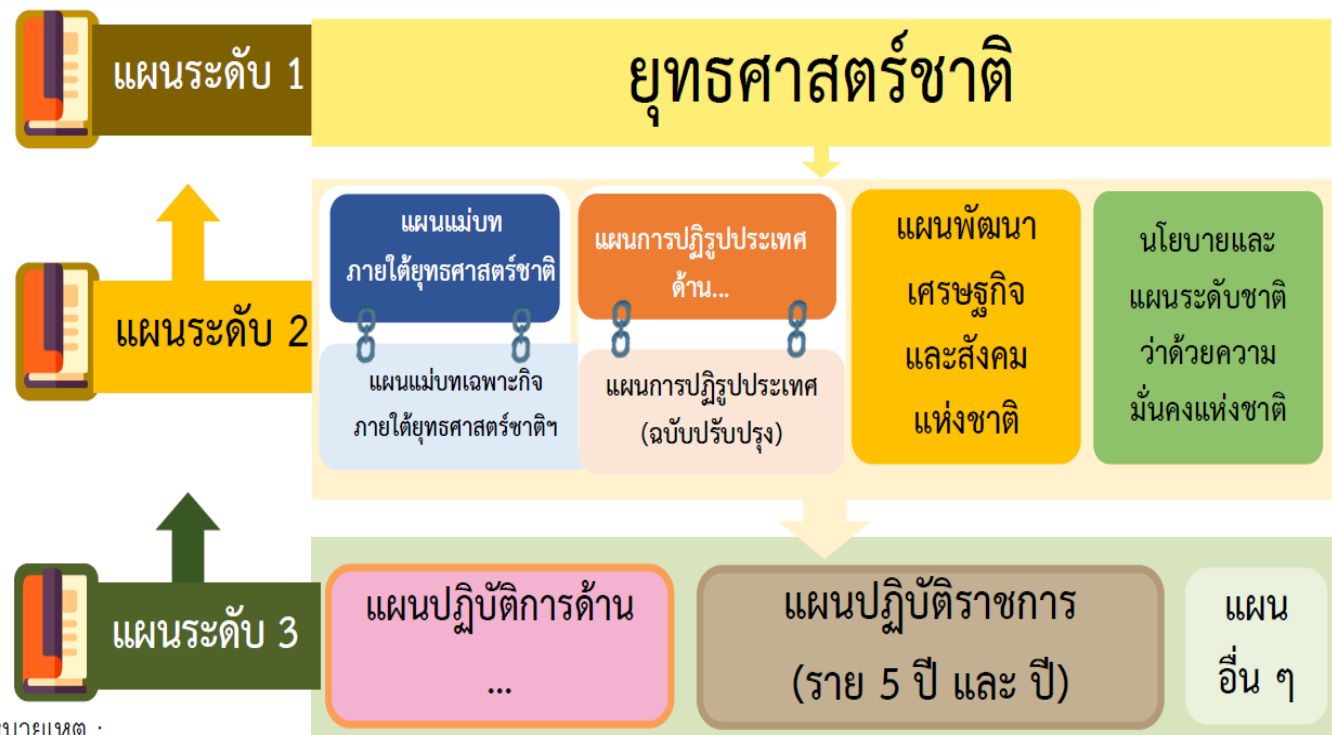 แผนระดับ 1
ยุทธศาสตร์ชาติ
แผนระดับ 2
แผนแม่บท
ภายใต้ยุทธศาสตร์ชาติ
แผนแม่บทเฉพาะกิจ
ภายใต้ยุทธศาสตร์ชาติฯ
แผนการปฏิรูปประเทศ
ด้าน...
แผนการปฏิรูปประเทศ
(ฉบับปรับปรุง)
แผนพัฒนา
เศรษฐกิจ
และสังคม
แห่งชาติ
นโยบายและ
แผนระดับชาติ
ว่าด้วยความ
มั่นคงแห่งชาติ
แผนระดับ 3
แผนปฏิบัติการด้าน
...
แผนปฏิบัติราชการ
(ราย 5 ปี และ ปี)
แผน
อื่น ๆ